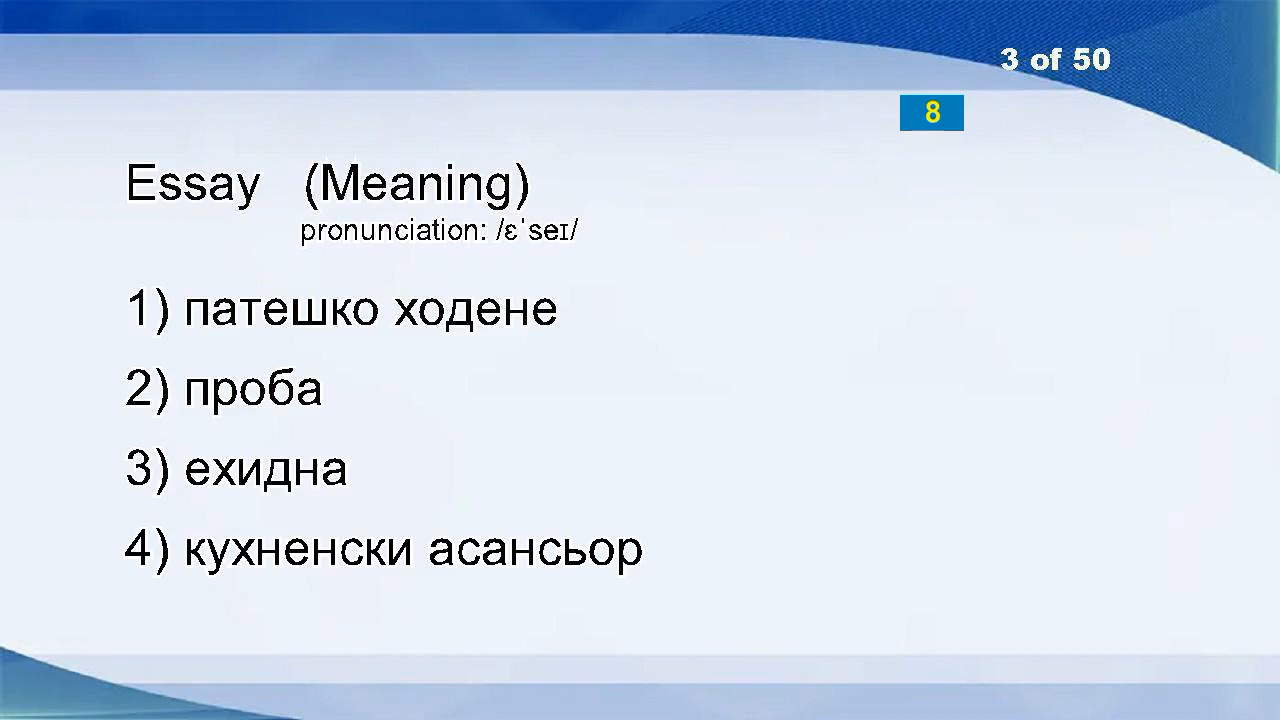 3 of 50
8
Essay (Meaning)
pronunciation: /ɛˈseɪ/
1) патешко ходене
2) проба
3) ехидна
4) кухненски асансьор